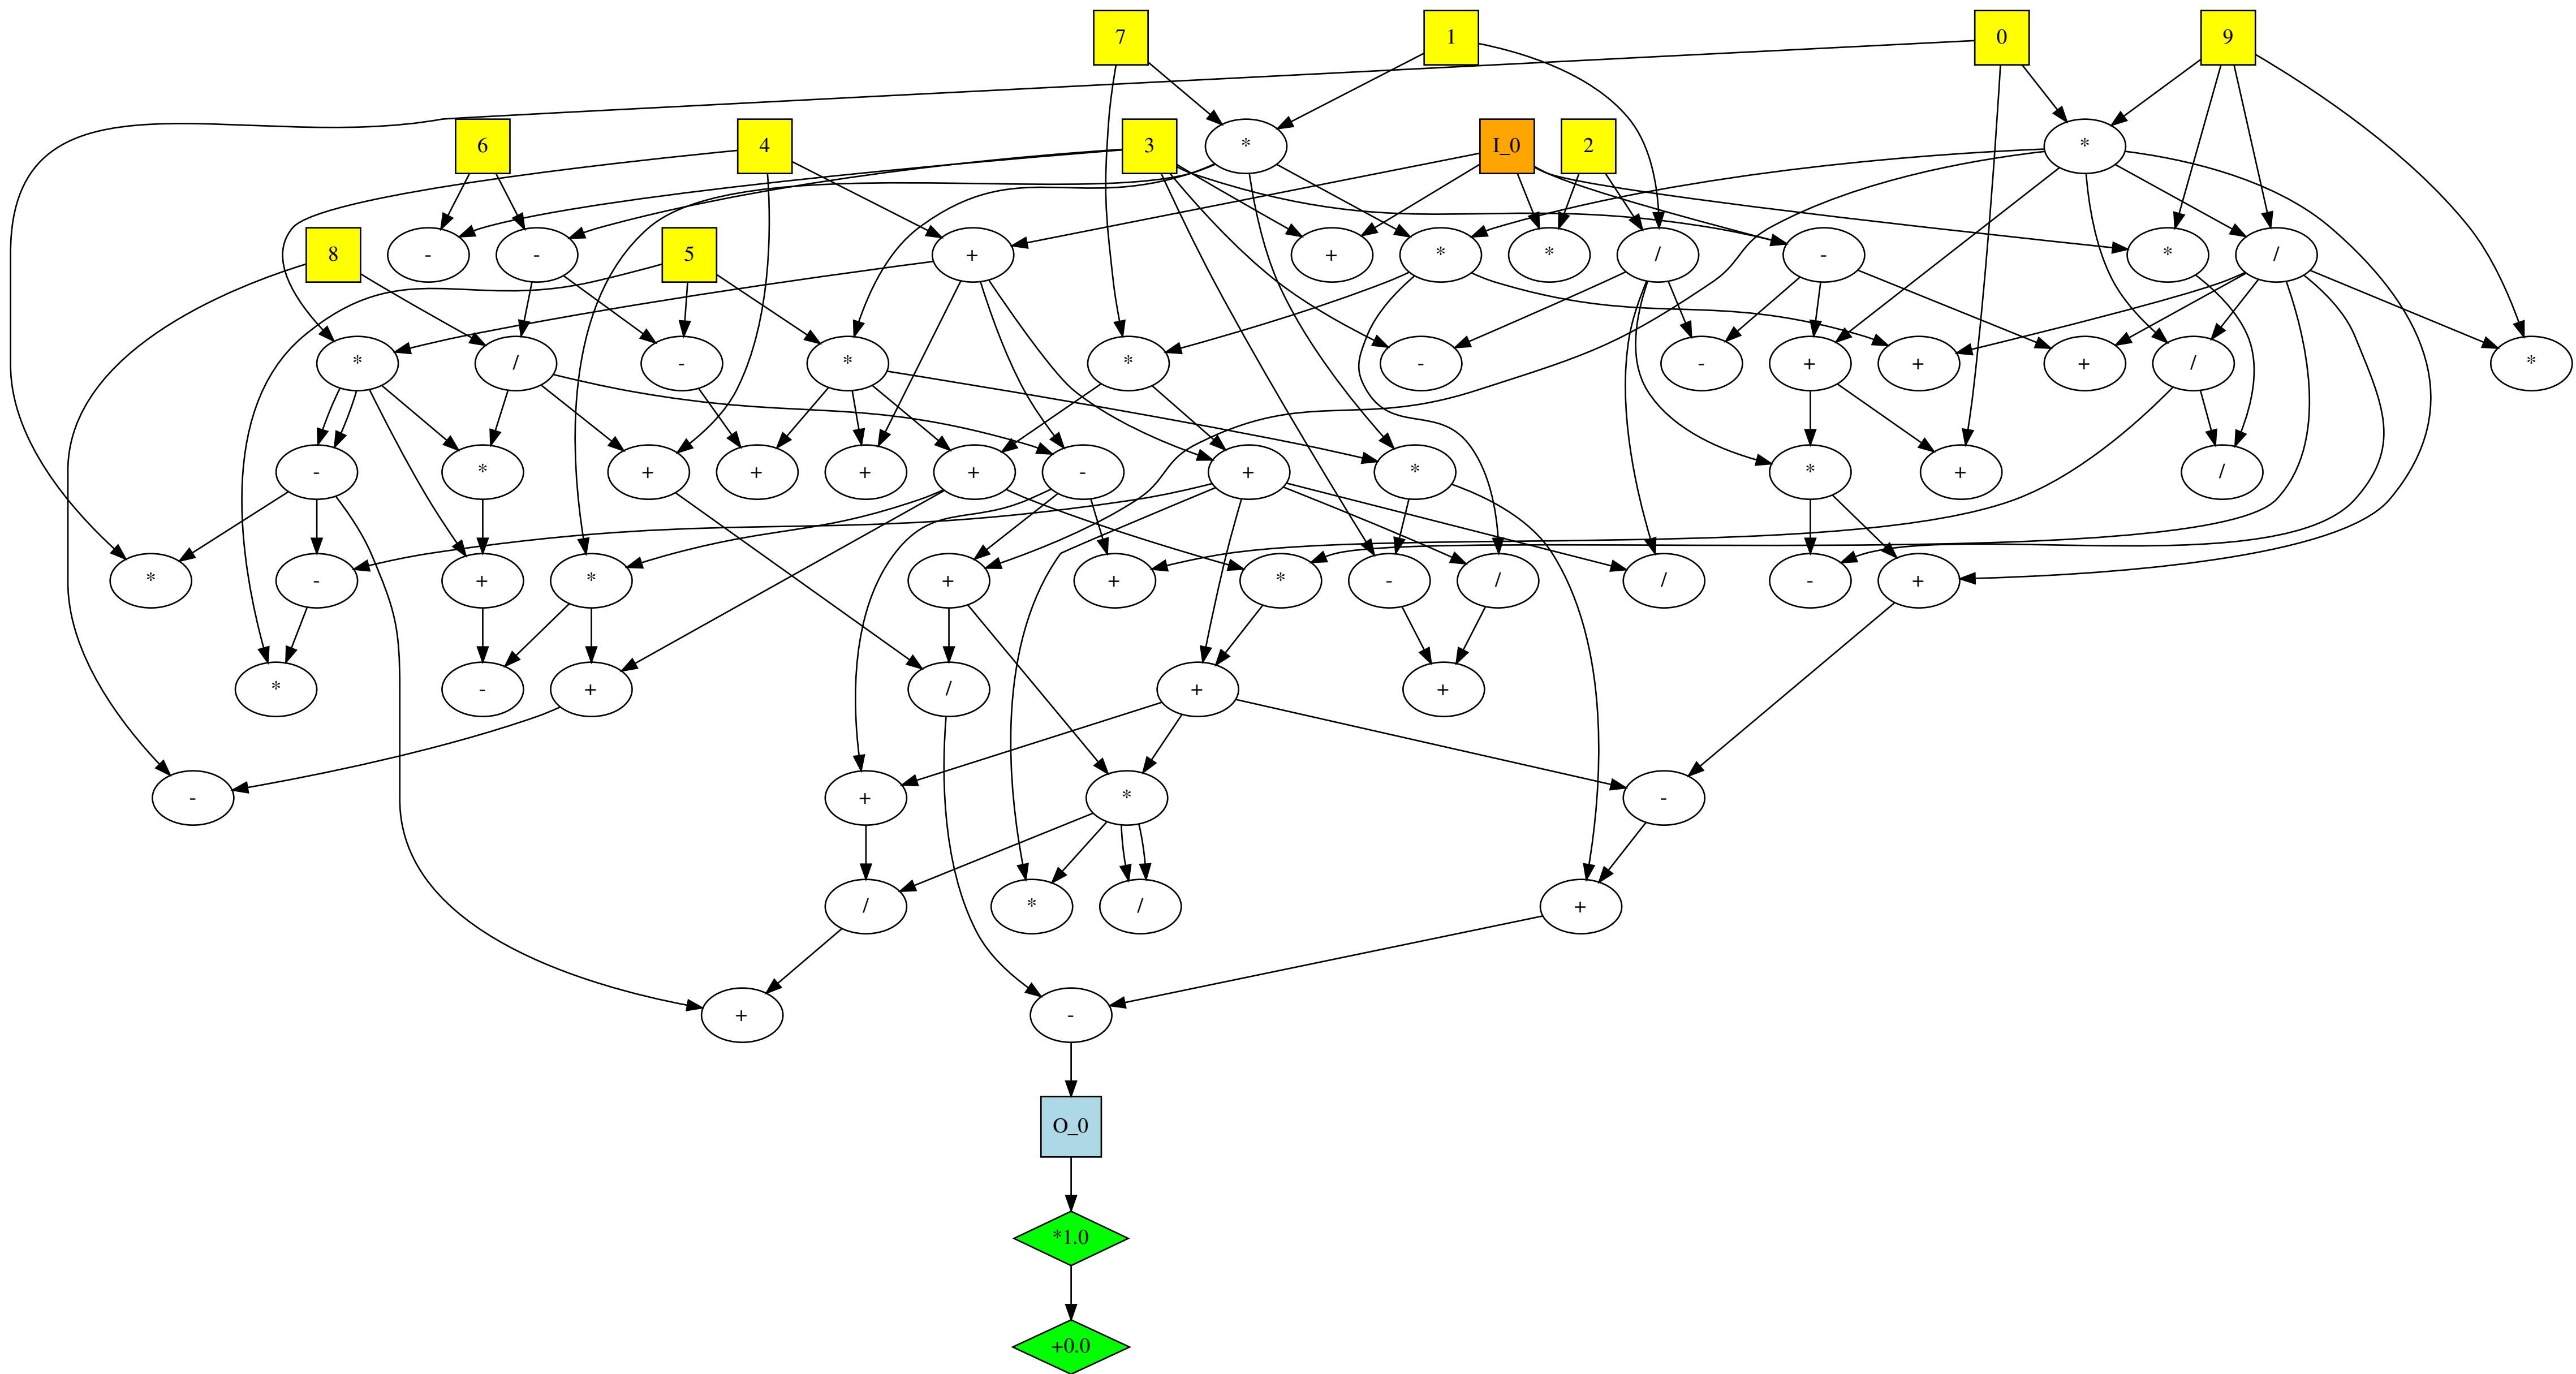 7 1 0 9
6 4 3 * I_0 2 *
8 - - 5 + + * * / - * /
* / - * * - - + + + / *
- * + + + + - + * * + /
* - + * + + * - / / - +
* - + / + +
- + * -
/ * / +
+ -
O_0
*1.0
+0.0